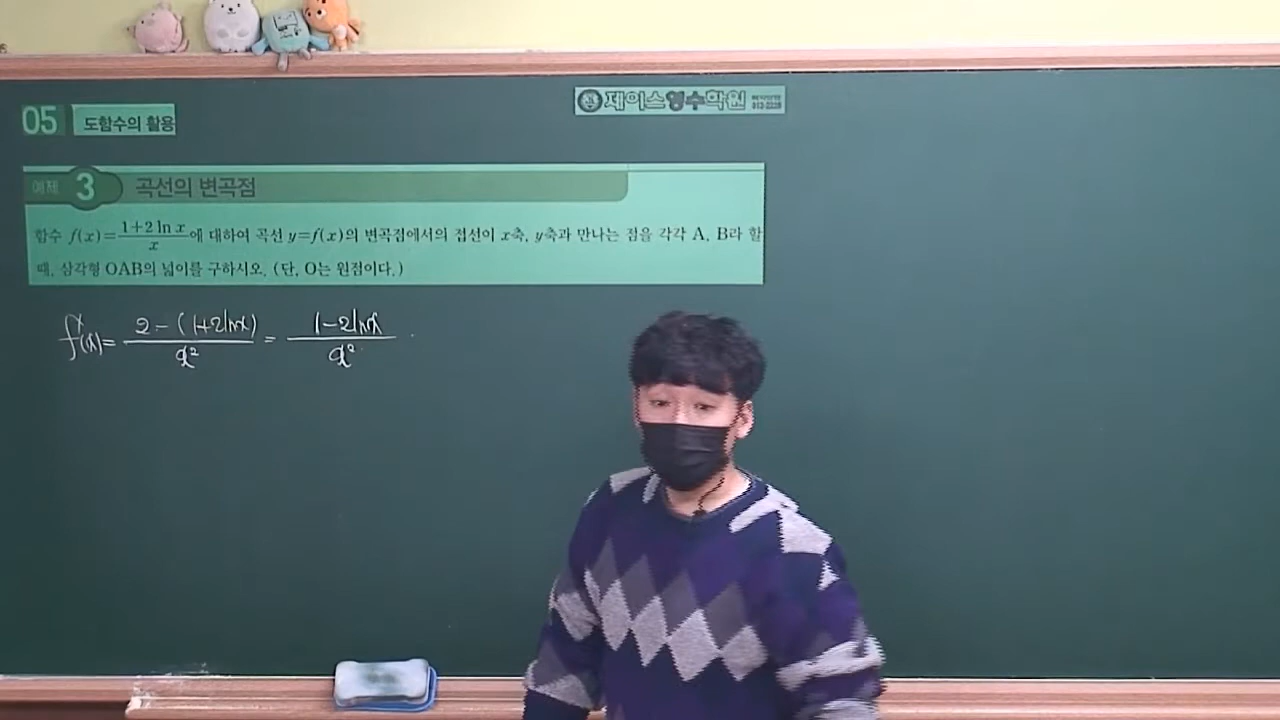 제이스영수학원
05 도함수의 활용
예제 3 곡선의 변곡점
함수 f(x)=\frac{1+2 ln x}{x}에 대하여 곡선 y=f(x)의 변곡점에서의 접선이 x축, y축과 만나는 점을 각각 A, B라 할
때, 삼각형 OAB의 넓이를 구하시오. (단, O는 원점이다.)
f'(x)=\frac{2-(1+2lnx)}{x²} = \frac{1-2lnx}{x²}